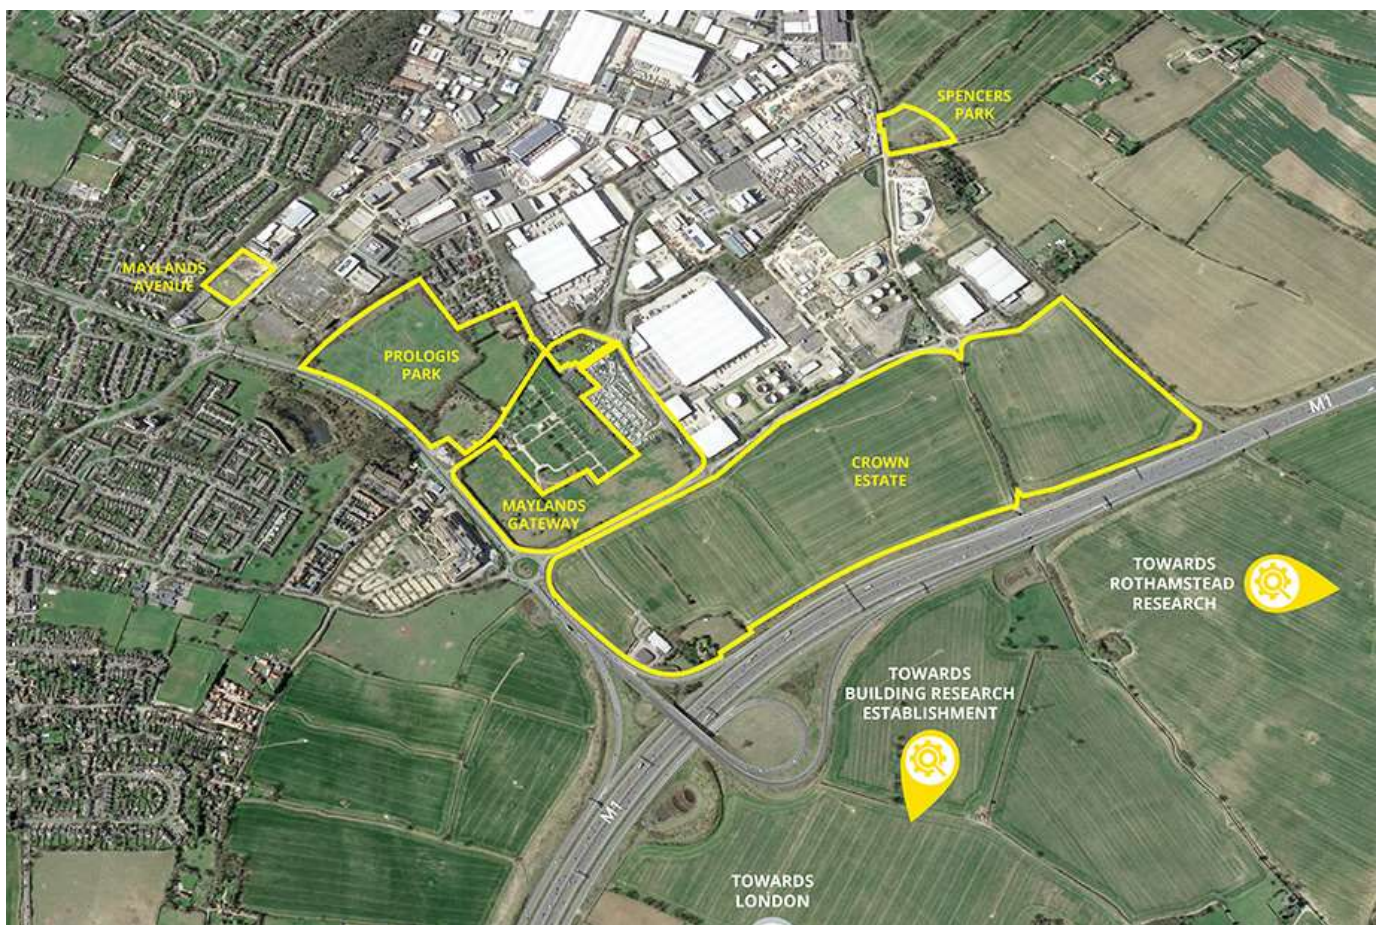 SPENCERS
PARK
MAYLANDS
AVENUE
PROLOGIS
PARK
M1
CROWN
ESTATE
MAYLANDS
GATEWAY
TOWARDS
ROTHAMSTEAD
RESEARCH
TOWARDS
BUILDING RESEARCH
ESTABLISHMENT
M1
TOWARDS
LONDON